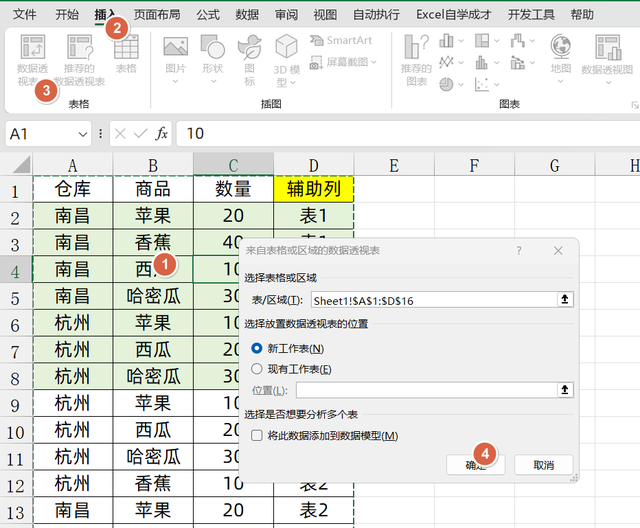 文件 开始 插入 页面布局 公式 数据 审阅 视图 自动执行 Excel自学成才 开发工具 帮助
2
数据透视表 推荐的数据透视表 表格 图片 形状 图标 3D 模型 SmartArt 屏幕截图 推荐的图表 地图 数据透视图
3
表格 插图 图表
A1 fx 10
A B C D E F G H
1 仓库 商品 数量 辅助列
2 南昌 苹果 20 表1
3 南昌 香蕉 40
4 南昌 西 1 10
5 南昌 哈密瓜 30
6 杭州 苹果 10
7 杭州 西瓜 20
8 杭州 哈密瓜 30
9 杭州 苹果 10
10 杭州 西瓜 20
11 杭州 哈密瓜 30
12 杭州 香蕉 10 表2
13 南昌 苹果 20 表2
来自表格或区域的数据透视表 ? ×
选择表格或区域
表/区域(T): Sheet1!$A$1:$D$16
选择放置数据透视表的位置
新工作表(N)
现有工作表(E)
位置(L):
选择是否想要分析多个表
将此数据添加到数据模型(M)
4
确定 取消